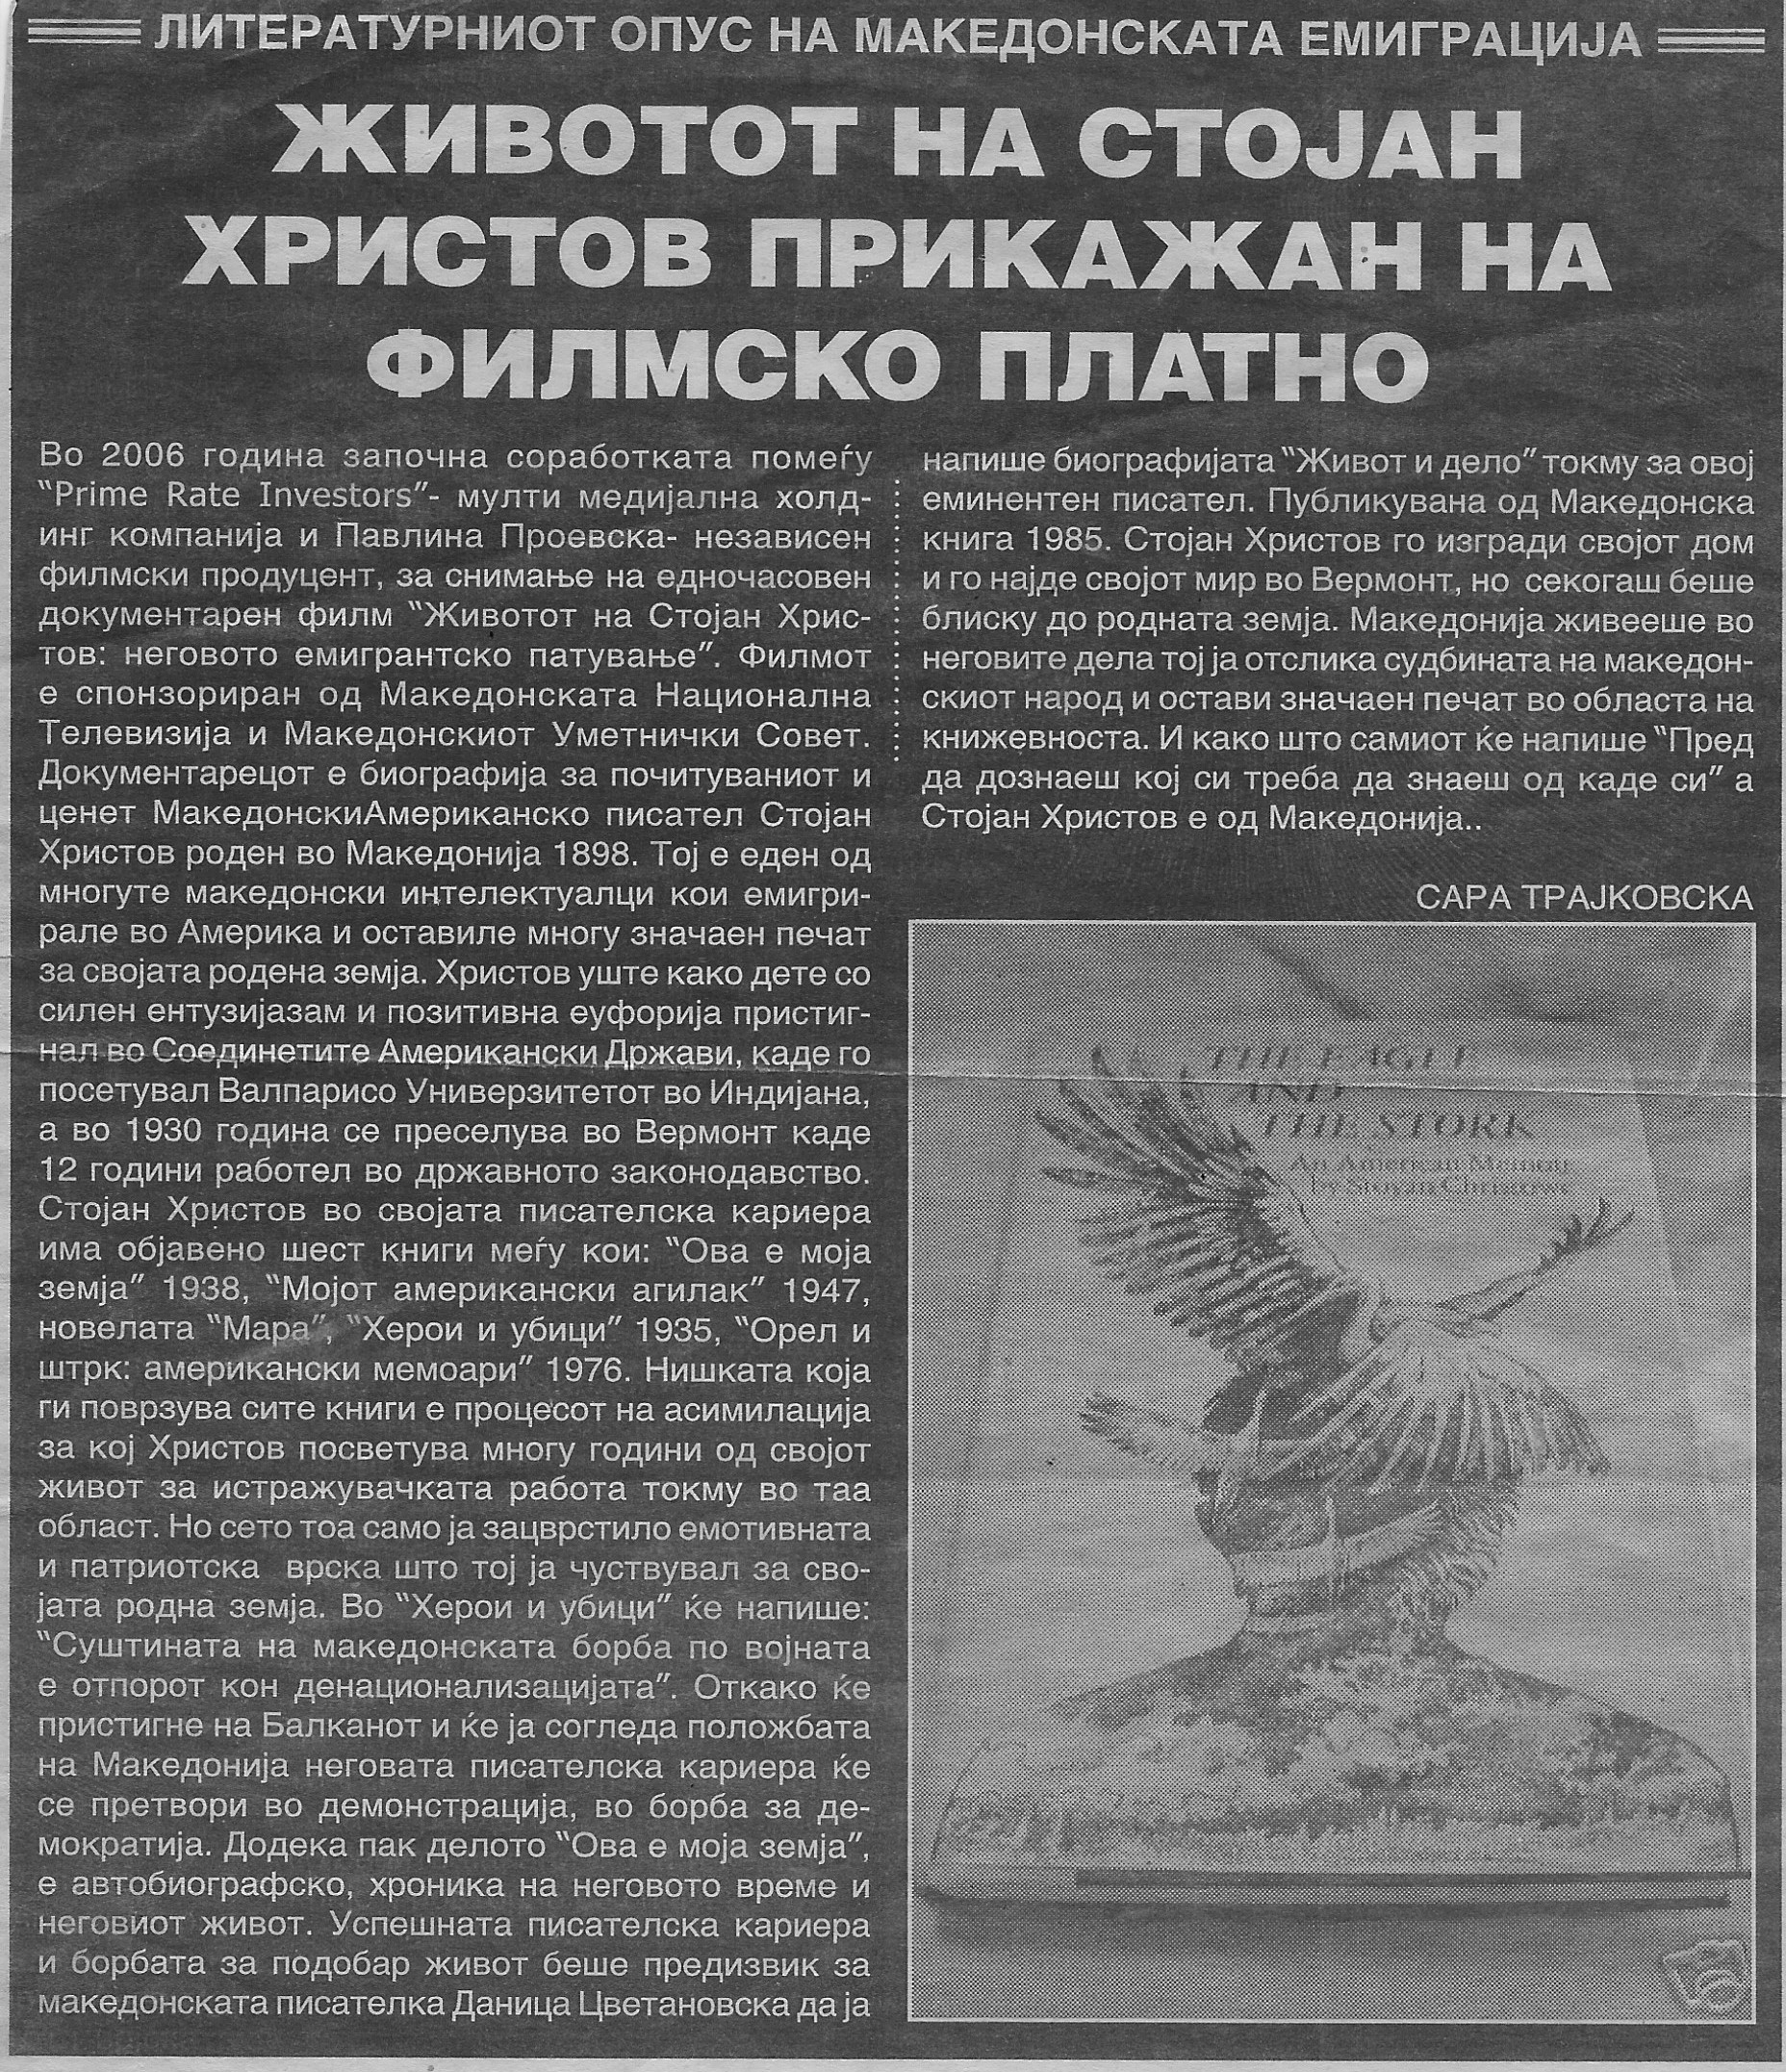 ЛИТЕРАТУРНИОТ ОПУС НА МАКЕДОНСКАТА ЕМИГРАЦИЈА
ЖИВОТОТ НА СТОЈАН
ХРИСТОВ ПРИКАЖАН НА
ФИЛМСКО ПЛАТНО
Во 2006 година започна соработката помеѓу
“Prime Rate Investors”- мулти медијална холд-
инг компанија и Павлина Проевска- независен
филмски продуцент, за снимање на едночасовен
документарен филм “Животот на Стојан Хрис-
тов: неговото емигрантско патување”. Филмот
е спонзориран од Македонската Национална
Телевизија и Македонскиот Уметнички Совет.
Документарецот е биографија за почитуваниот и
ценет МакедонскиАмериканско писател Стојан
Христов роден во Македонија 1898. Тој е еден од
многуте македонски интелектуалци кои емигри-
рале во Америка и оставиле многу значаен печат
за својата родена земја. Христов уште како дете со
силен ентузијазам и позитивна еуфорија пристиг-
нал во Соединетите Американски Држави, каде го
посетувал Валпарисо Универзитетот во Индијана,
а во 1930 година се преселува во Вермонт каде
12 години работел во државното законодавство.
Стојан Христов во својата писателска кариера
има објавено шест книги меѓу кои: “Ова е моја
земја” 1938, “Мојот американски агилак” 1947,
новелата “Мара”, “Херои и убици” 1935, “Орел и
штрк: американски мемоари” 1976. Нишката која
ги поврзува сите книги е процесот на асимилација
за кој Христов посветува многу години од својот
живот за истражувачката работа токму во таа
област. Но сето тоа само ја зацврстило емотивната
и патриотска врска што тој ја чуствувал за сво-
јата родна земја. Во “Херои и убици” ќе напише:
“Суштината на македонската борба по војната
е отпорот кон денационализацијата”. Откако ќе
пристигне на Балканот и ќе ја согледа положбата
на Македонија неговата писателска кариера ќе
се претвори во демонстрација, во борба за де-
мократија. Додека пак делото “Ова е моја земја”,
е автобиографско, хроника на неговото време и
неговиот живот. Успешната писателска кариера
и борбата за подобар живот беше предизвик за
македонската писателка Даница Цветановска да ја
напише биографијата “Живот и дело” токму за овој
еминентен писател. Публикувана од Македонска
книга 1985. Стојан Христов го изгради својот дом
и го најде својот мир во Вермонт, но секогаш беше
блиску до родната земја. Македонија живееше во
неговите дела тој ја отслика судбината на македон-
скиот народ и остави значаен печат во областа на
книжевноста. И како што самиот ќе напише “Пред
да дознаеш кој си треба да знаеш од каде си” а
Стојан Христов е од Македонија..
САРА ТРАЈКОВСКА
THE EAGLE
AND
THE STORK
An American Memoir
by Stoyan Christowe